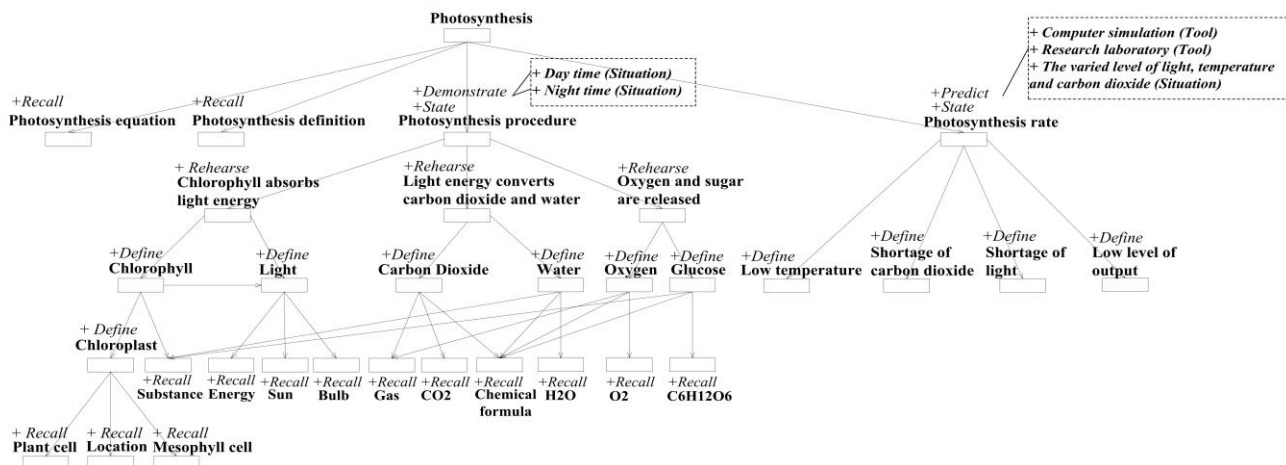 Photosynthesis
+ Computer simulation (Tool)
+ Research laboratory (Tool)
+ The varied level of light, temperature
and carbon dioxide (Situation)
+ Day time (Situation)
+ Night time (Situation)
+Recall
Photosynthesis equation
+Recall
Photosynthesis definition
+Demonstrate
+State
Photosynthesis procedure
+Predict
+State
Photosynthesis rate
+ Rehearse
Chlorophyll absorbs
light energy
+Rehearse
Light energy converts
carbon dioxide and water
+Rehearse
Oxygen and sugar
are released
+Define
Chlorophyll
+Define
Light
+Define
Carbon Dioxide
+Define
Water
+Define
Oxygen
+Define
Glucose
+Define
Low temperature
+Define
Shortage of
carbon dioxide
+Define
Shortage of
light
+Define
Low level of
output
+ Define
Chloroplast
+Recall
Substance
+Recall
Energy
+Recall
Sun
+Recall
Bulb
+Recall
Gas
+Recall
CO2
+Recall
Chemical
formula
+Recall
H2O
+Recall
O2
+Recall
C6H12O6
+ Recall
Plant cell
+ Recall
Location
+ Recall
Mesophyll cell